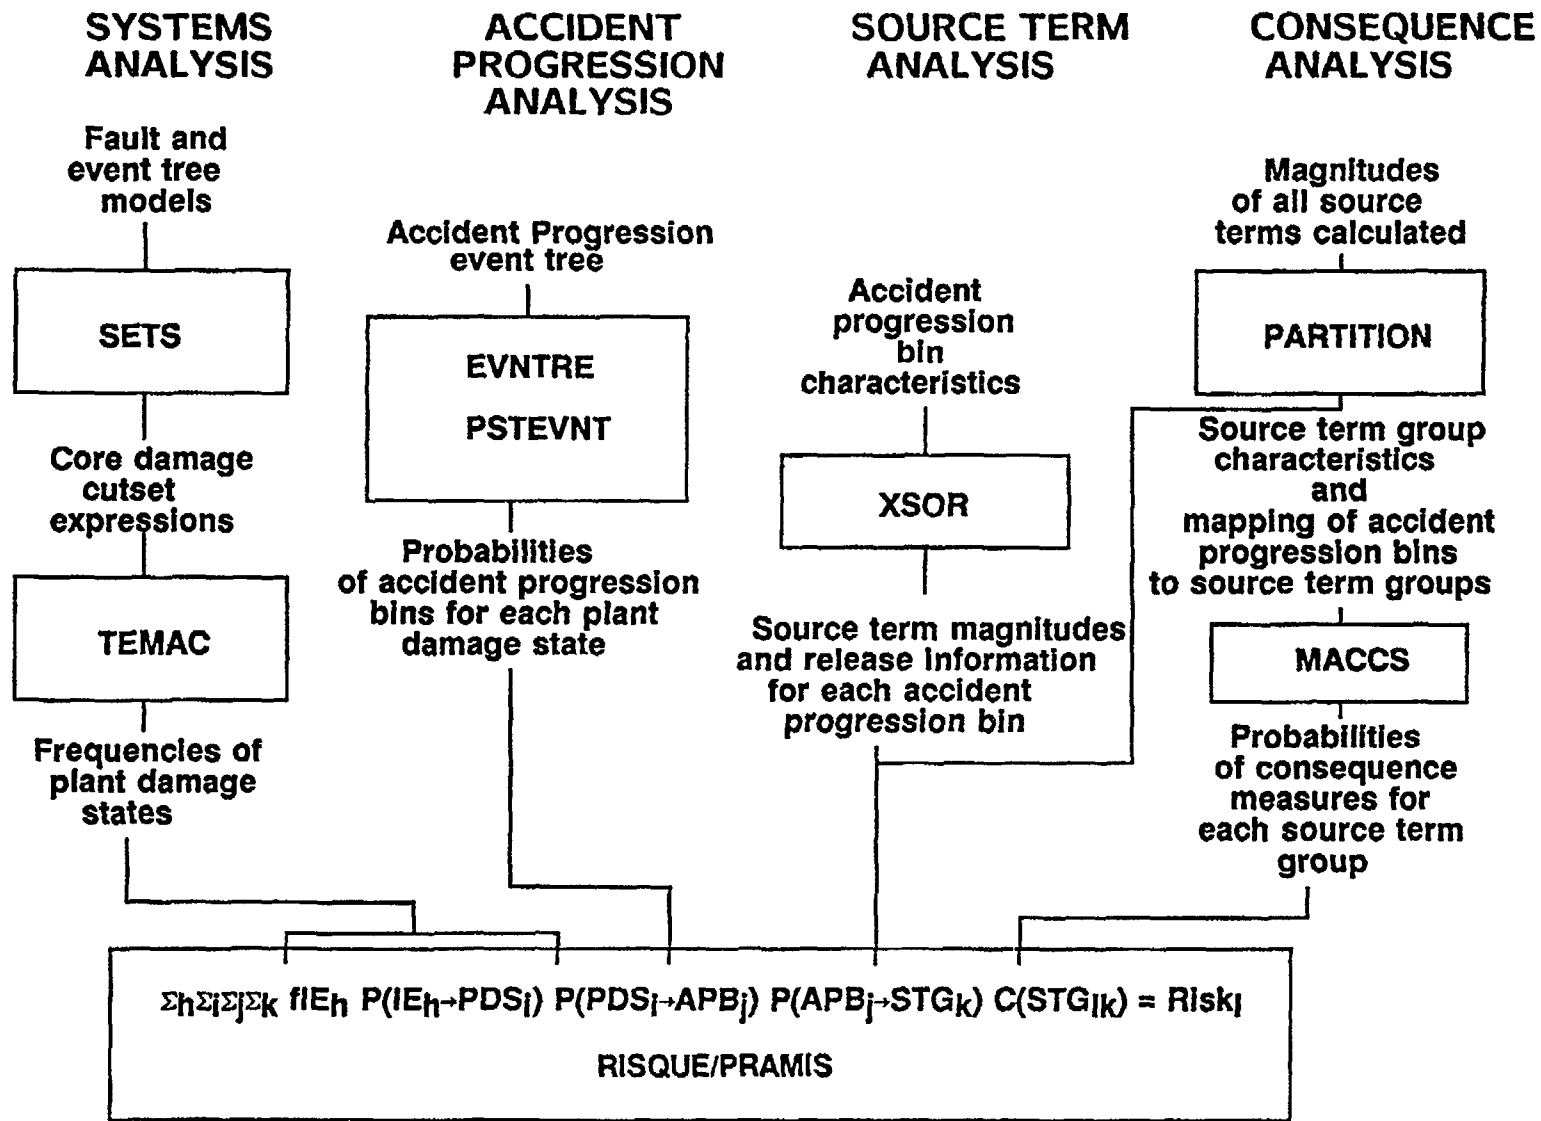 SYSTEMS
ANALYSIS
Fault and
event tree
models
SETS
Core damage
cutset
expressions
TEMAC
Frequencies of
plant damage
states
ACCIDENT
PROGRESSION
ANALYSIS
Accident Progression
event tree
EVNTRE
PSTEVNT
Probabilities
of accident progression
bins for each plant
damage state
SOURCE TERM
ANALYSIS
Accident
progression
bin
characteristics
XSOR
Source term magnitudes
and release information
for each accident
progression bin
CONSEQUENCE
ANALYSIS
Magnitudes
of all source
terms calculated
PARTITION
Source term group
characteristics
and
mapping of accident
progression bins
to source term groups
MACCS
Probabilities
of consequence
measures for
each source term
group
ΣhΣiΣjΣk fIEh P(IEh→PDSi) P(PDSi→APBj) P(APBj→STGk) C(STGlk) = Riskl
RISQUE/PRAMIS